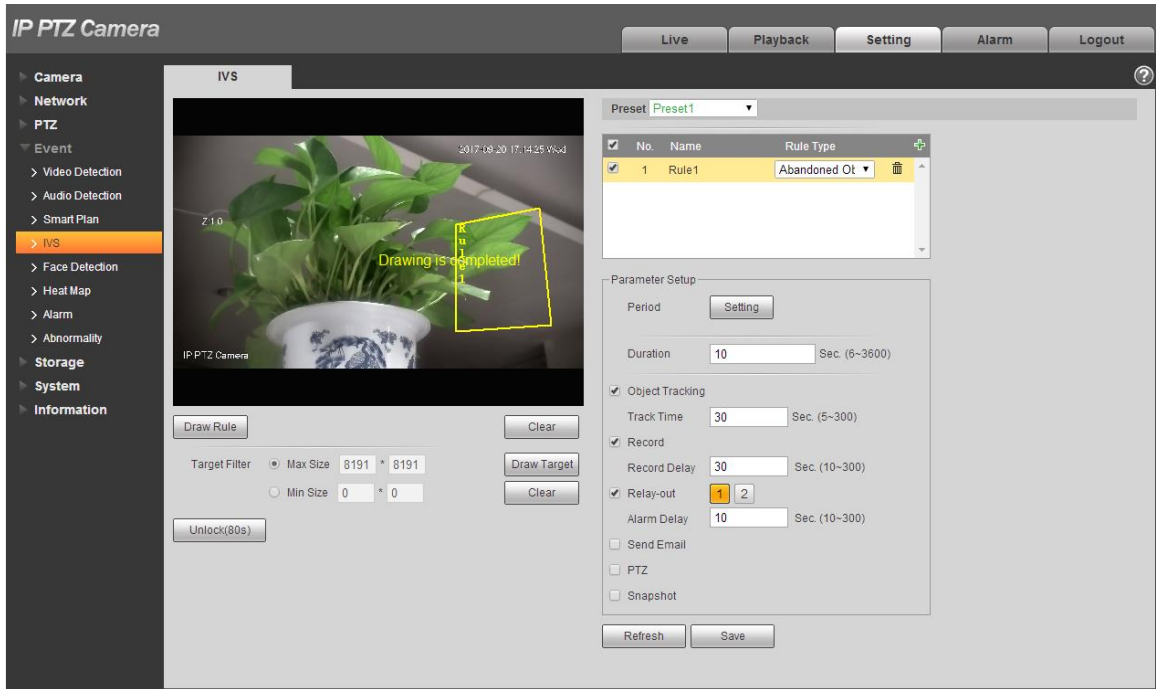 IP PTZ Camera
Live Playback Setting Alarm Logout
Camera
Network
PTZ
Event
Video Detection
Audio Detection
Smart Plan
IVS
Face Detection
Heat Map
Alarm
Abnormality
Storage
System
Information
IVS
2017-09-20 17:14:25 Wed
Z 1.0
Rule1
Drawing is completed!
IP PTZ Camera
Draw Rule Clear
Target Filter Max Size 8191 * 8191 Draw Target
Min Size 0 * 0 Clear
Unlock(80s)
Preset Preset1
No. Name Rule Type
1 Rule1 Abandoned Ob
Parameter Setup
Period Setting
Duration 10 Sec. (6~3600)
Object Tracking
Track Time 30 Sec. (5~300)
Record
Record Delay 30 Sec. (10~300)
Relay-out 1 2
Alarm Delay 10 Sec. (10~300)
Send Email
PTZ
Snapshot
Refresh Save